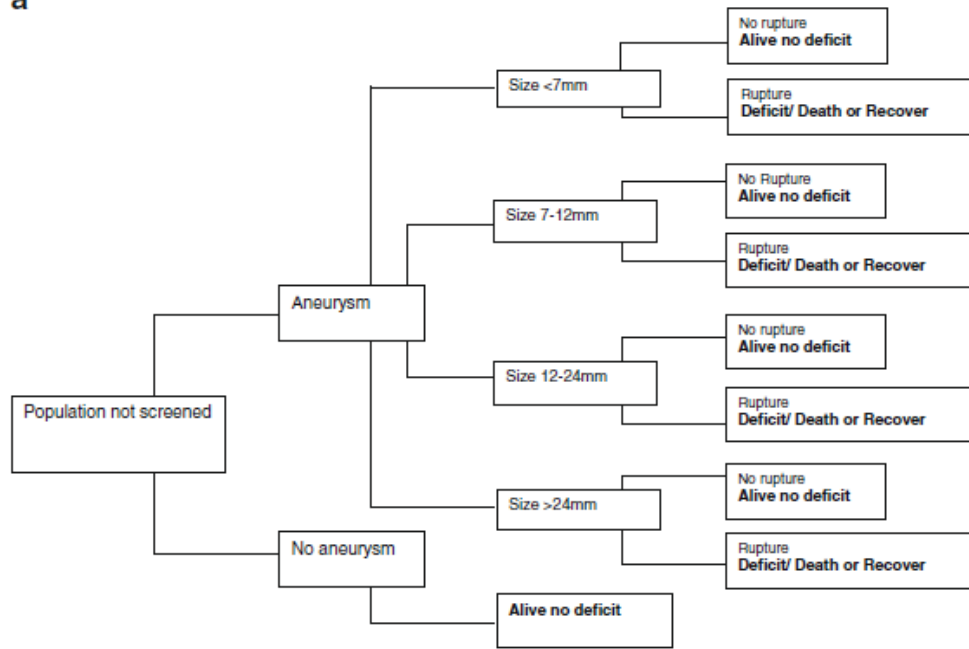 a
No rupture
Alive no deficit
Size <7mm
Rupture
Deficit/ Death or Recover
No Rupture
Alive no deficit
Size 7-12mm
Rupture
Deficit/ Death or Recover
Aneurysm
No rupture
Alive no deficit
Size 12-24mm
Rupture
Deficit/ Death or Recover
Population not screened
No rupture
Alive no deficit
Size >24mm
Rupture
Deficit/ Death or Recover
No aneurysm
Alive no deficit